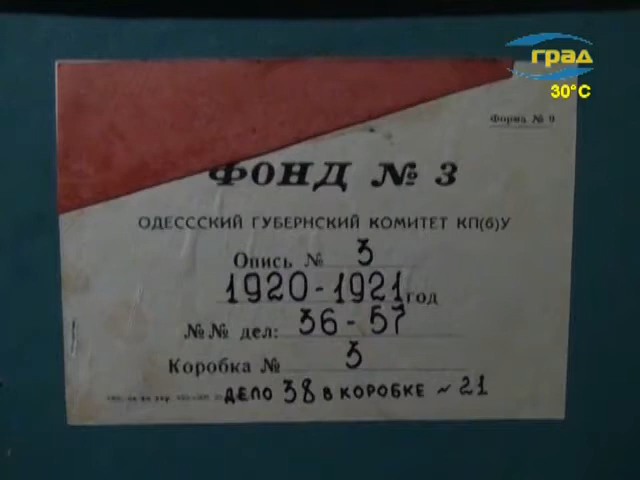 град
30°C
Форма № 9
ФОНД № 3
ОДЕСССКИЙ ГУБЕРНСКИЙ КОМИТЕТ КП(б)У
Опись № 3
1920-1921 год
№№ дел: 36-57
Коробка № 3
ДЕЛО 38 В КОРОБКЕ ~ 21